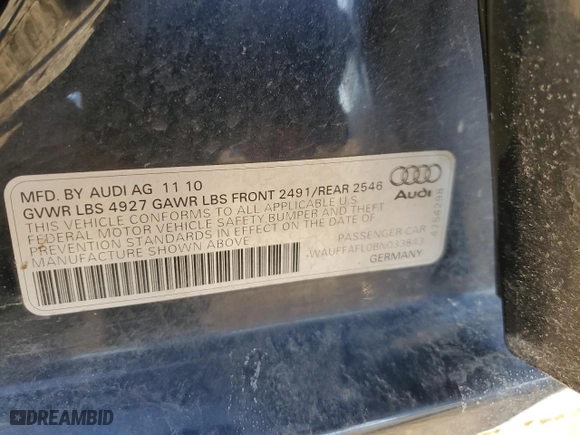 MFD. BY AUDI AG 11 10
GVWR LBS 4927 GAWR LBS FRONT 2491/REAR 2546
THIS VEHICLE CONFORMS TO ALL APPLICABLE U.S.
FEDERAL MOTOR VEHICLE SAFETY BUMPER AND THEFT
PREVENTION STANDARDS IN EFFECT ON THE DATE OF
MANUFACTURE SHOWN ABOVE
PASSENGER CAR
WAUFFAFL0BN033843
GERMANY
Audi
DREAMBID